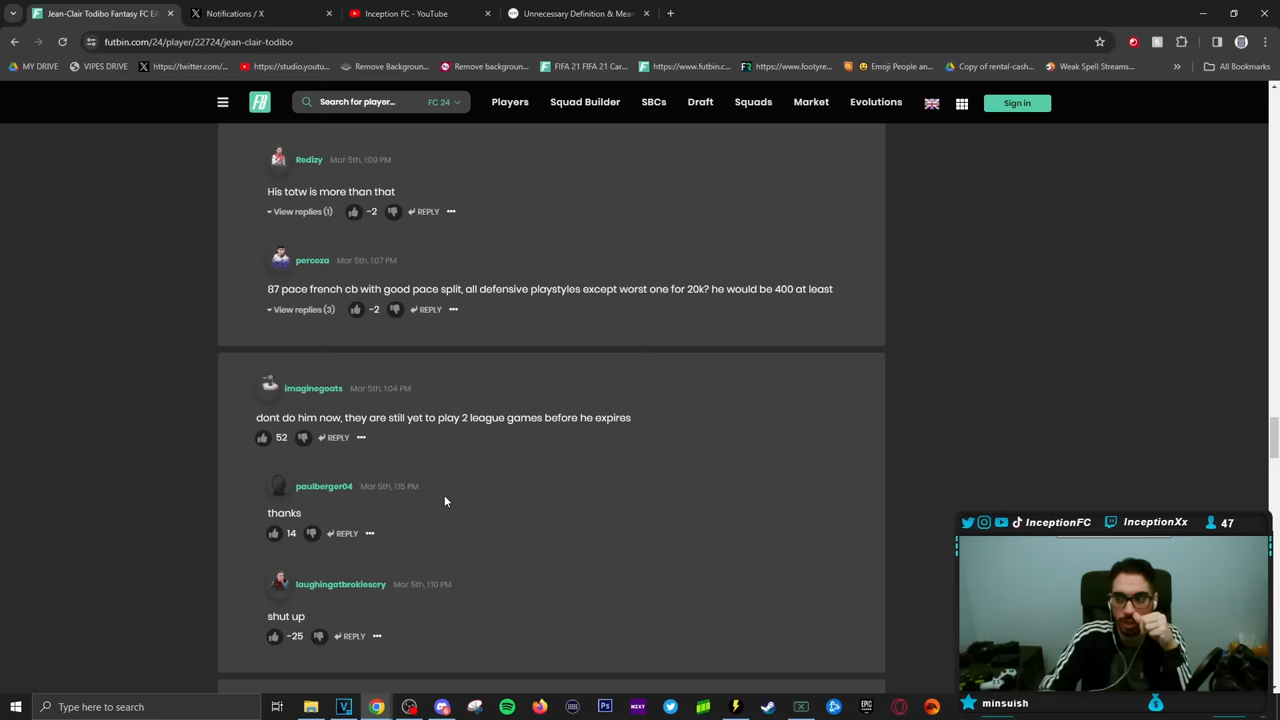 Jean-Clair Todibo Fantasy FC EA
Notifications / X
Inception FC - YouTube
Unnecessary Definition & Mea
futbin.com/24/player/22724/jean-clair-todibo
MY DRIVE
VIPES DRIVE
https://twitter.com/...
https://studio.youtu...
Remove Backgroun...
Remove backgroun...
FIFA 21 FIFA 21 Car...
https://www.futbin.c...
https://www.footyre...
Emoji People an...
Copy of rental-cash...
Weak Spell Streams...
»
All Bookmarks
Search for player...
FC 24
Players
Squad Builder
SBCs
Draft
Squads
Market
Evolutions
Sign in
Redizy Mar 5th, 1:09 PM
His totw is more than that
View replies (1) -2 REPLY
percoza Mar 5th, 1:07 PM
87 pace french cb with good pace split, all defensive playstyles except worst one for 20k? he would be 400 at least
View replies (3) -2 REPLY
imaginegoats Mar 5th, 1:04 PM
dont do him now, they are still yet to play 2 league games before he expires
52 REPLY
paulberger04 Mar 5th, 1:15 PM
thanks
14 REPLY
laughingatbrokiescry Mar 5th, 1:10 PM
shut up
-25 REPLY
InceptionFC
InceptionXx
47
minsuish
Type here to search